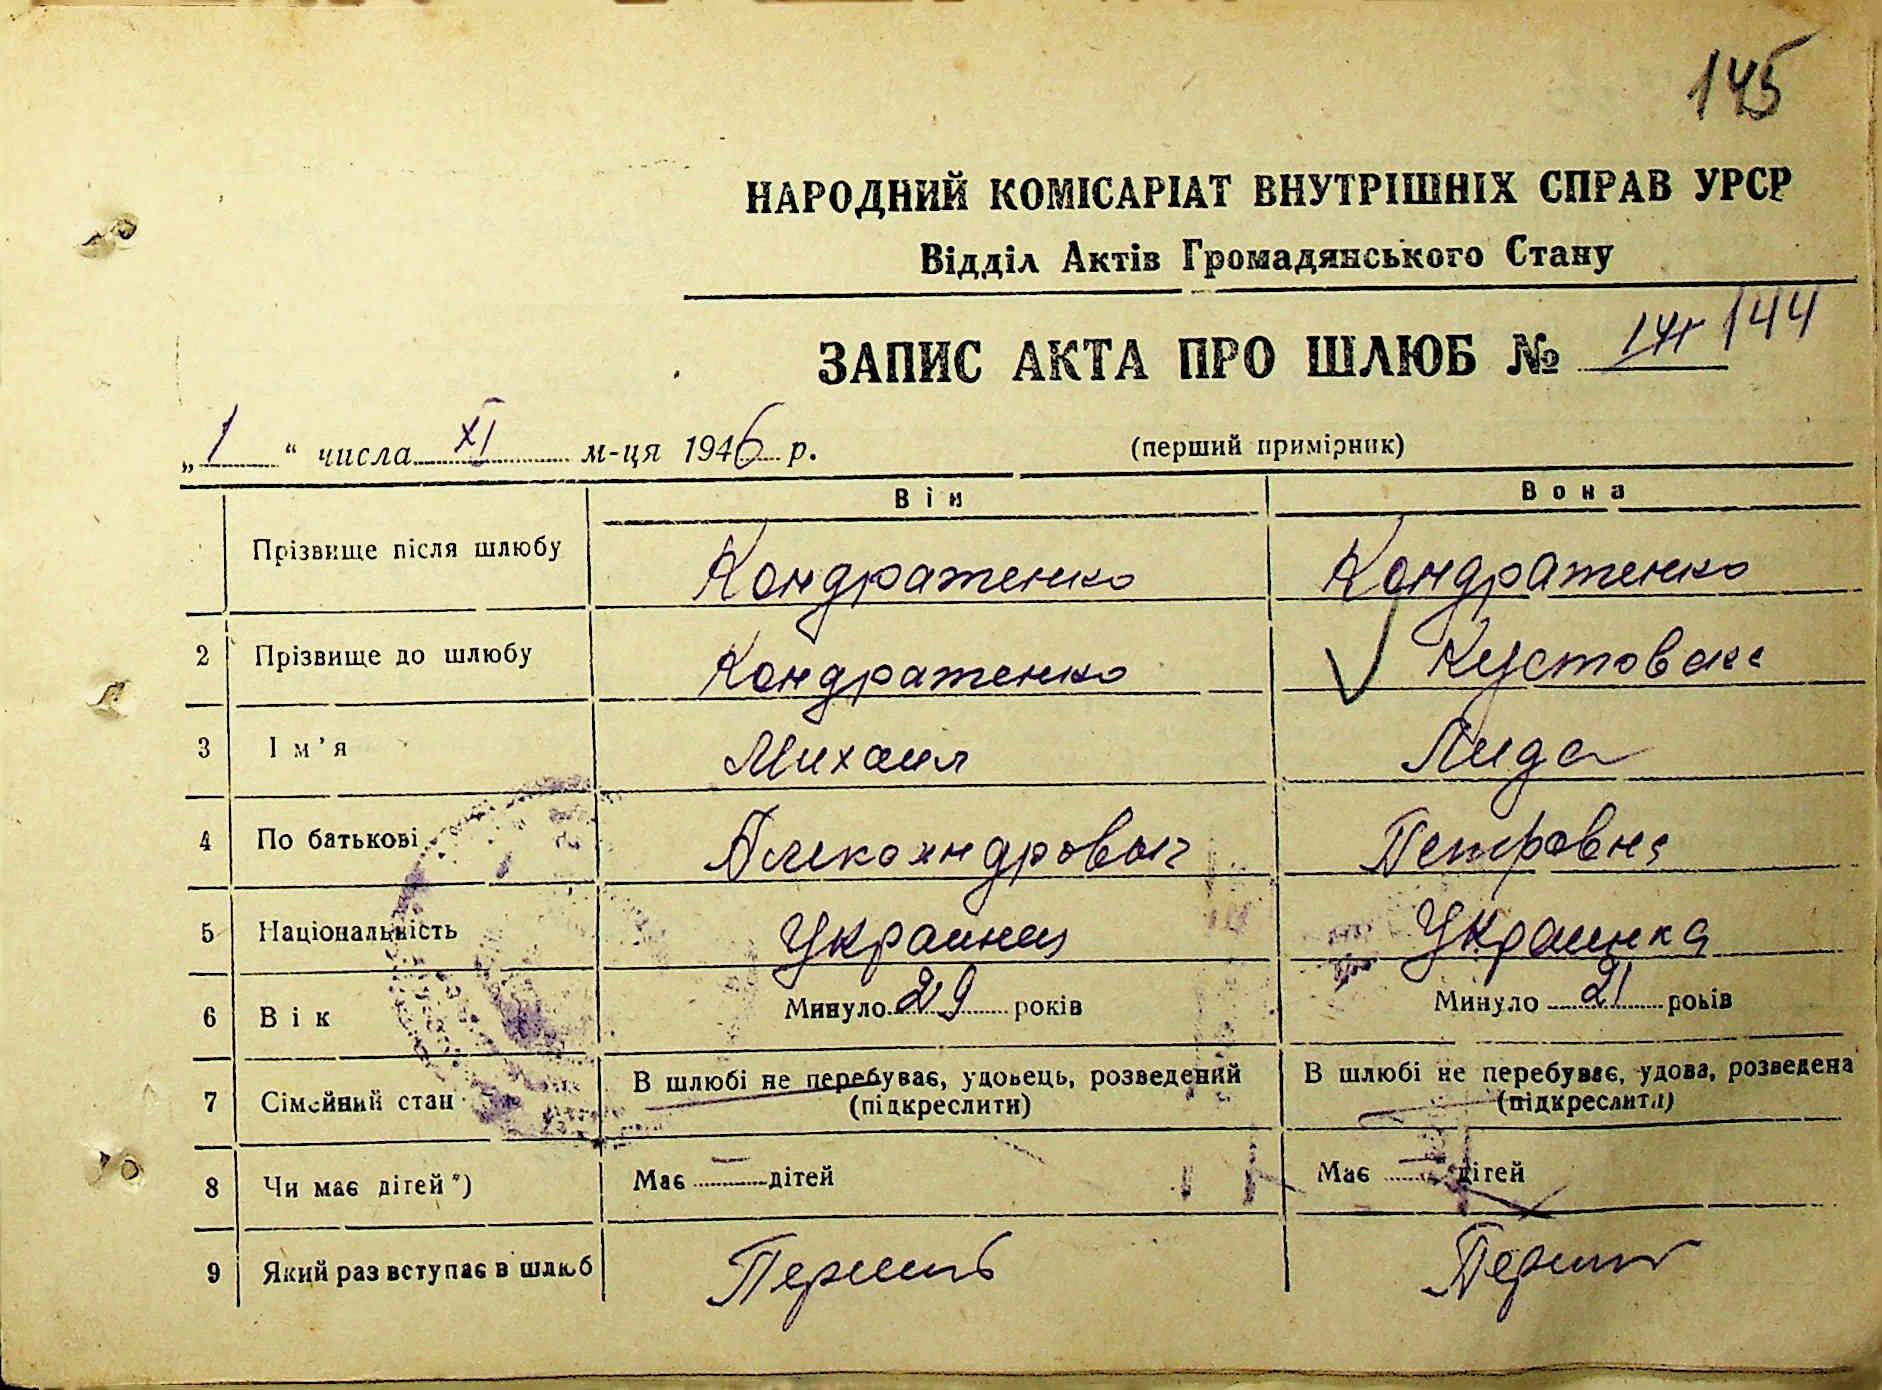 145
НАРОДНИЙ КОМІСАРІАТ ВНУТРІШНІХ СПРАВ УРСР
Відділ Актів Громадянського Стану
ЗАПИС АКТА ПРО ШЛЮБ № 144
„1“ числа XI м-ця 1946 р. (перший примірник)
Він Вона
Прізвище після шлюбу Кондратенко Кондратенко
2 Прізвище до шлюбу Кондратенко
3 Ім’я Михаил Лида
4 По батькові Александрович Петровна
5 Національність Украинец Украинка
6 Вік Минуло 29 років Минуло 21 років
7 Сімейний стан В шлюбі не перебуває, удовець, розведений В шлюбі не перебуває, удова, розведена
(підкреслити) (підкреслити)
8 Чи має дітей*) Має — дітей Має — дітей
9 Який раз вступає в шлюб Первый